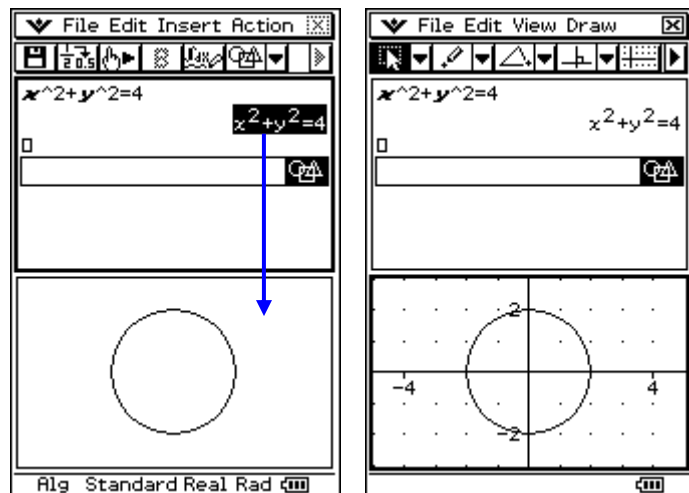 File Edit Insert Action
x^2+y^2=4
x²+y²=4
Alg Standard Real Rad
File Edit View Draw
x^2+y^2=4
x²+y²=4
2
-4 4
-2